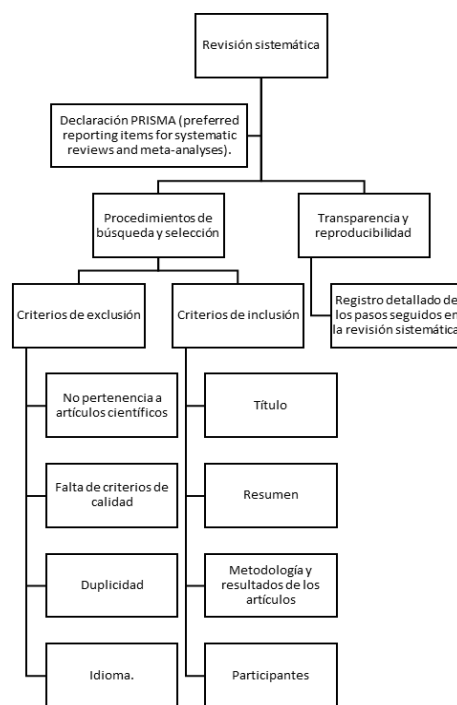 Revisión sistemática
Declaración PRISMA (preferred
reporting items for systematic
reviews and meta-analyses).
Procedimientos de
búsqueda y selección
Transparencia y
reproducibilidad
Criterios de exclusión
Criterios de inclusión
Registro detallado de
los pasos seguidos en
la revisión sistemática
No pertenencia a
artículos científicos
Título
Falta de criterios de
calidad
Resumen
Duplicidad
Metodología y
resultados de los
artículos
Idioma.
Participantes